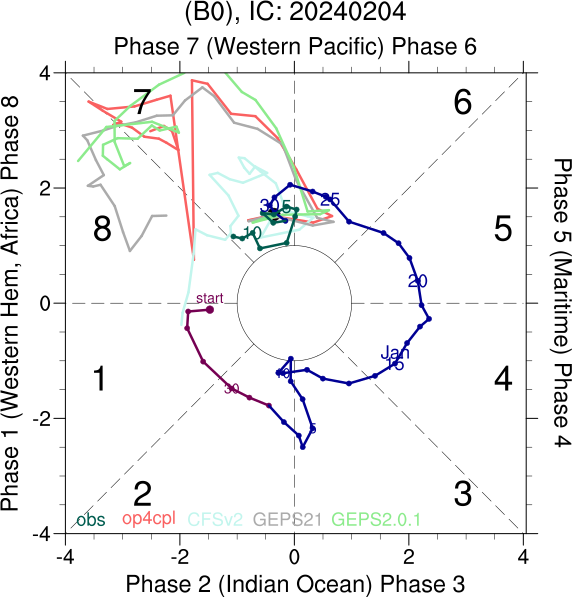 (B0), IC: 20240204
Phase 7 (Western Pacific) Phase 6
4
7
6
2
8
5
25
305
10
20
start
0
Jan
15
10
1
4
30
-2
5
2
3
obs op4cpl CFSv2 GEPS21 GEPS2.0.1
-4
-4 -2 0 2 4
Phase 2 (Indian Ocean) Phase 3
Phase 1 (Western Hem, Africa) Phase 8
Phase 5 (Maritime) Phase 4